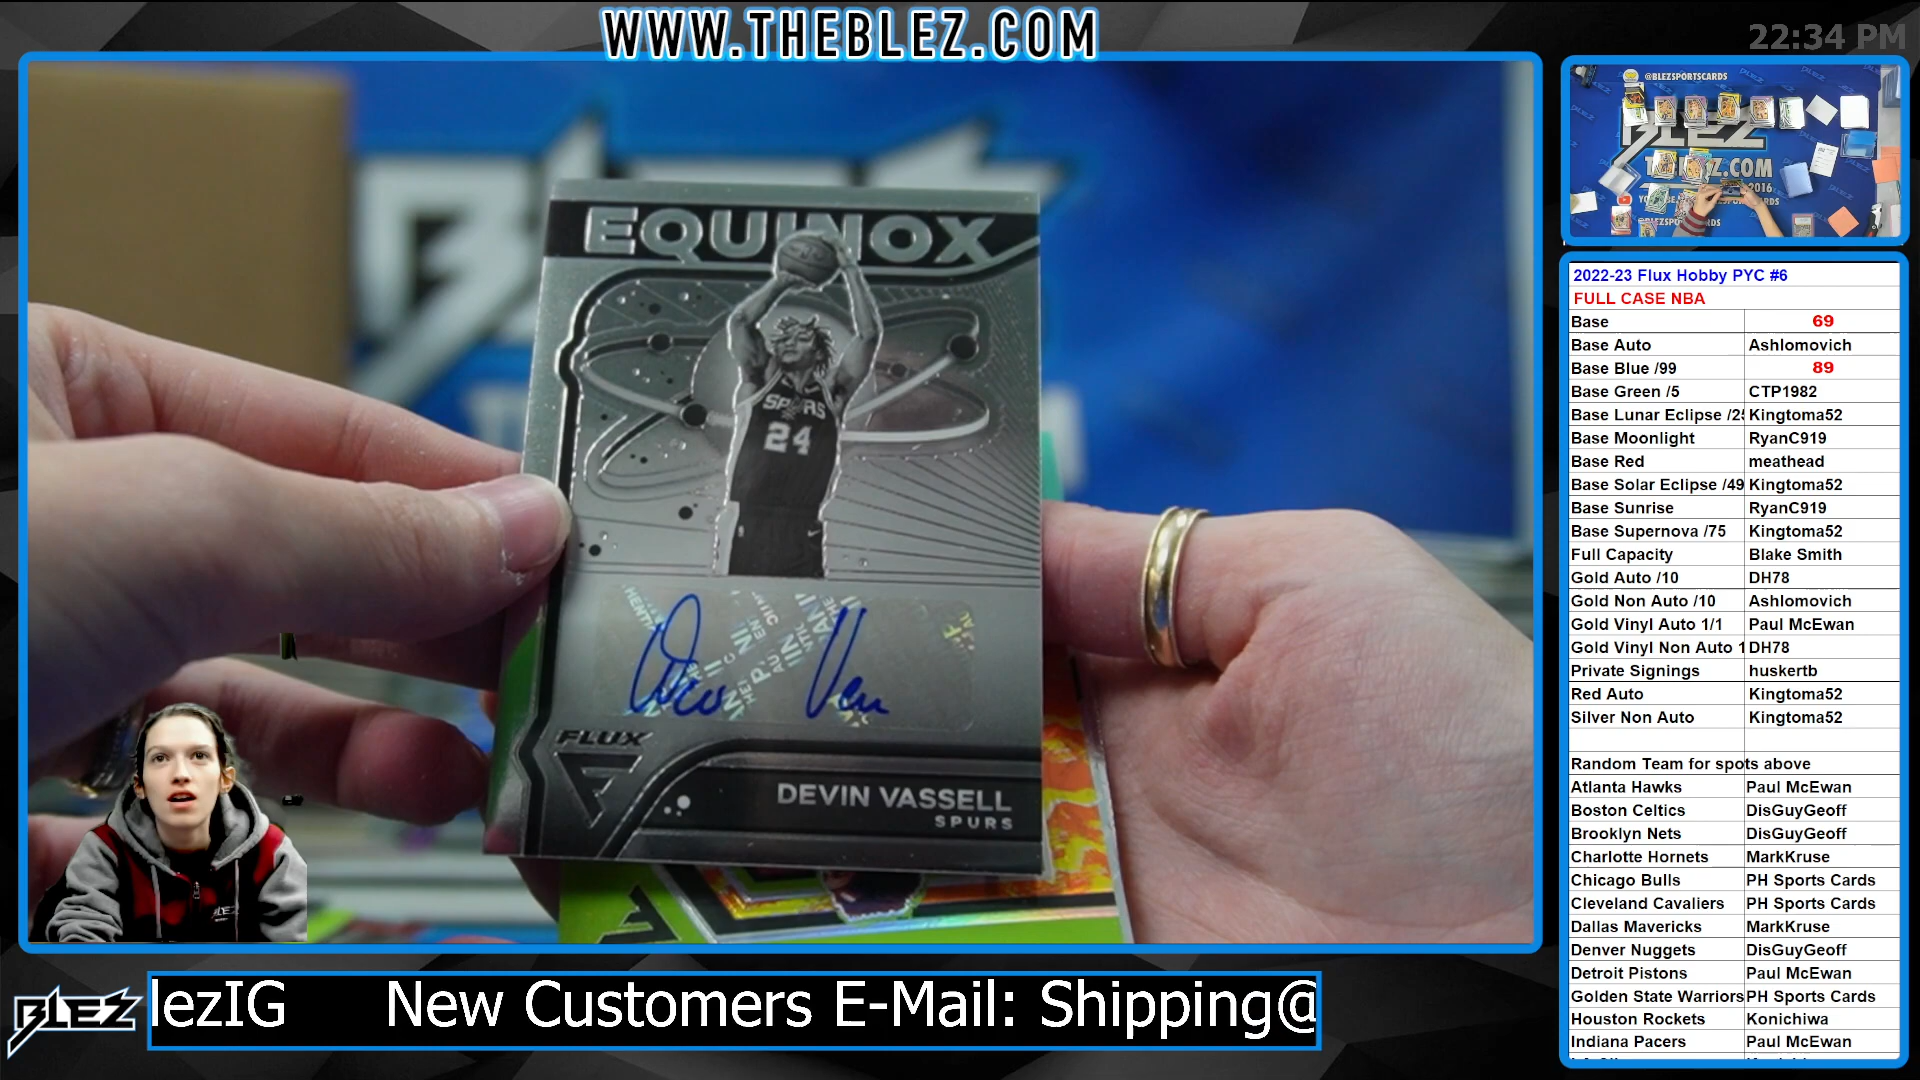 WWW.THEBLEZ.COM
22:34 PM
@BLEZSPORTSCARDS
BLEZ
Z.COM
2016
EQUINOX
SPURS
24
FLUX
DEVIN VASSELL
SPURS
2022-23 Flux Hobby PYC #6
FULL CASE NBA
Base 69
Base Auto Ashlomovich
Base Blue /99 89
Base Green /5 CTP1982
Base Lunar Eclipse /25 Kingtoma52
Base Moonlight RyanC919
Base Red meathead
Base Solar Eclipse /49 Kingtoma52
Base Sunrise RyanC919
Base Supernova /75 Kingtoma52
Full Capacity Blake Smith
Gold Auto /10 DH78
Gold Non Auto /10 Ashlomovich
Gold Vinyl Auto 1/1 Paul McEwan
Gold Vinyl Non Auto 1 DH78
Private Signings huskertb
Red Auto Kingtoma52
Silver Non Auto Kingtoma52
Random Team for spots above
Atlanta Hawks Paul McEwan
Boston Celtics DisGuyGeoff
Brooklyn Nets DisGuyGeoff
Charlotte Hornets MarkKruse
Chicago Bulls PH Sports Cards
Cleveland Cavaliers PH Sports Cards
Dallas Mavericks MarkKruse
Denver Nuggets DisGuyGeoff
Detroit Pistons Paul McEwan
Golden State Warriors PH Sports Cards
Houston Rockets Konichiwa
Indiana Pacers Paul McEwan
BLEZ
lezIG New Customers E-Mail: Shipping@